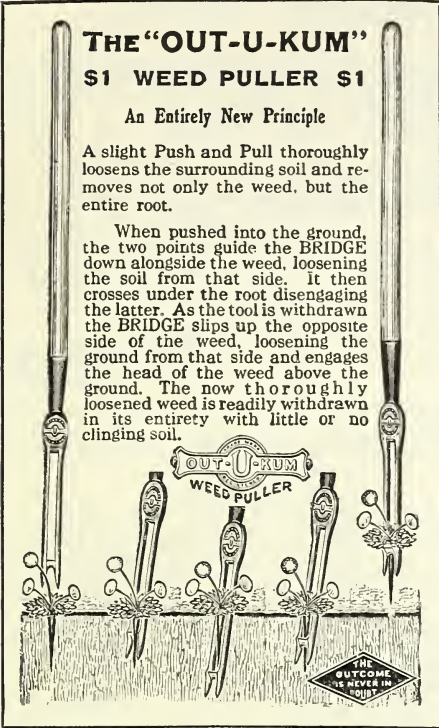 THE "OUT-U-KUM"
$1 WEED PULLER $1
An Entirely New Principle
A slight Push and Pull thoroughly
loosens the surrounding soil and re-
moves not only the weed, but the
entire root.
When pushed into the ground,
the two points guide the BRIDGE
down alongside the weed, loosening
the soil from that side. It then
crosses under the root disengaging
the latter. As the tool is withdrawn
the BRIDGE slips up the opposite
side of the weed, loosening the
ground from that side and engages
the head of the weed above the
ground. The now thoroughly
loosened weed is readily withdrawn
in its entirety with little or no
clinging soil.
TRADE MARK
OUT-U-KUM
WEED PULLER
THE
OUTCOME
IS NEVER IN
DOUBT